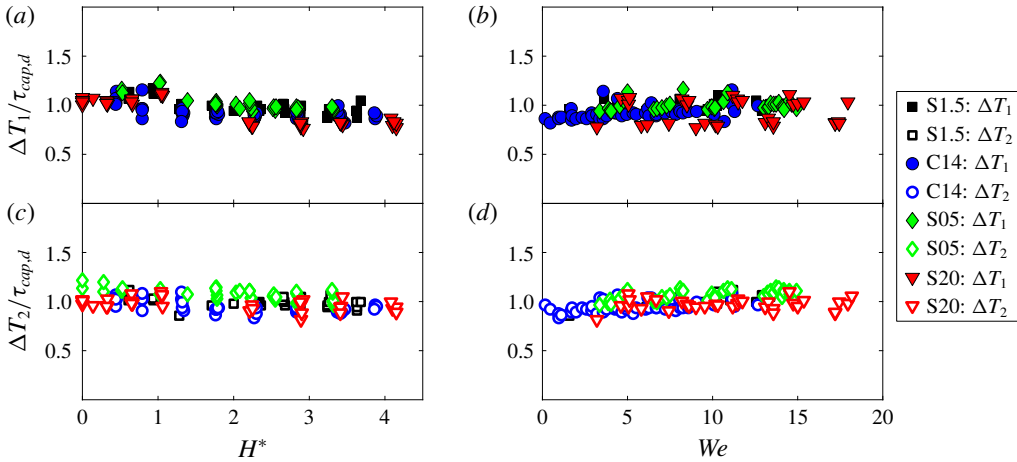 (a)
(b)
1.5
1.0
0.5
ΔT₁/τcap,d
S1.5: ΔT₁
S1.5: ΔT₂
C14: ΔT₁
C14: ΔT₂
S05: ΔT₁
S05: ΔT₂
S20: ΔT₁
S20: ΔT₂
1.5
1.0
0.5
(c)
(d)
1.5
1.0
0.5
ΔT₂/τcap,d
0 1 2 3 4
H*
1.5
1.0
0.5
0 5 10 15 20
We